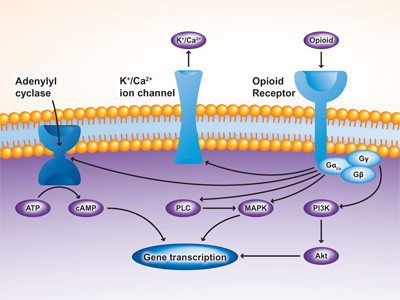 K⁺/Ca²⁺
Opioid
Adenylyl
cyclase
K⁺/Ca²⁺
ion channel
Opioid
Receptor
Gα
Gγ
Gβ
ATP
cAMP
PLC
MAPK
PI3K
Gene transcription
Akt